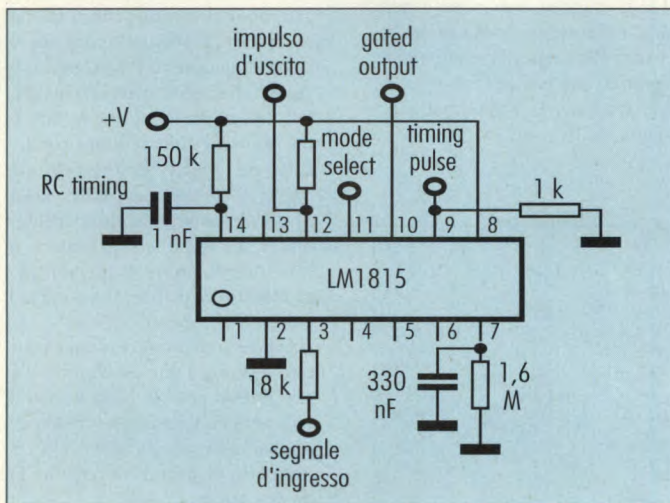 impulso
d'uscita
gated
output
+V
mode
select
timing
pulse
150 k
RC timing
1 k
1 nF
14 13 12 11 10 9 8
LM1815
1 2 3 4 5 6 7
18 k
330
nF
1,6
M
segnale
d'ingresso